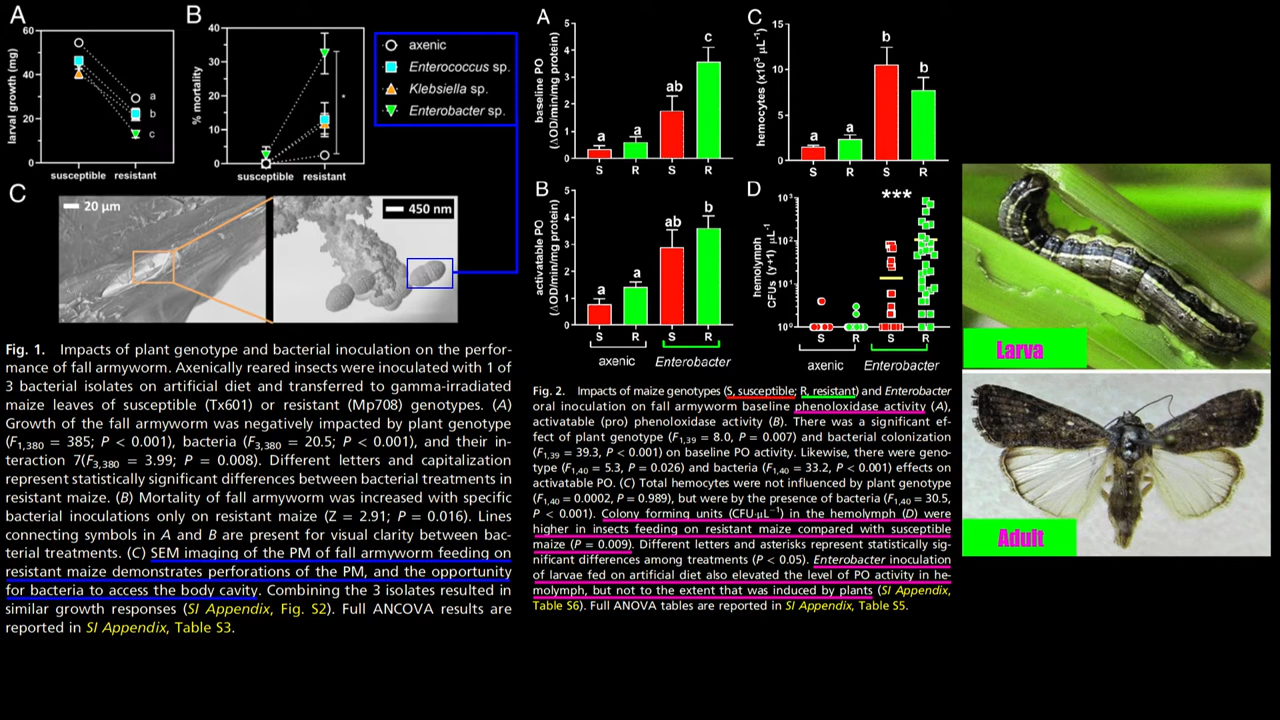 A
60
40
20
0
larval growth (mg)
a
b
c
susceptible
resistant
B
40
30
20
10
0
% mortality
*
susceptible
resistant
axenic
Enterococcus sp.
Klebsiella sp.
Enterobacter sp.
C
20 µm
450 nm
Fig. 1. Impacts of plant genotype and bacterial inoculation on the perfor-
mance of fall armyworm. Axenically reared insects were inoculated with 1 of
3 bacterial isolates on artificial diet and transferred to gamma-irradiated
maize leaves of susceptible (Tx601) or resistant (Mp708) genotypes. (A)
Growth of the fall armyworm was negatively impacted by plant genotype
(F1,380 = 385; P < 0.001), bacteria (F3,380 = 20.5; P < 0.001), and their in-
teraction 7(F3,380 = 3.99; P = 0.008). Different letters and capitalization
represent statistically significant differences between bacterial treatments in
resistant maize. (B) Mortality of fall armyworm was increased with specific
bacterial inoculations only on resistant maize (Z = 2.91; P = 0.016). Lines
connecting symbols in A and B are present for visual clarity between bac-
terial treatments. (C) SEM imaging of the PM of fall armyworm feeding on
resistant maize demonstrates perforations of the PM, and the opportunity
for bacteria to access the body cavity. Combining the 3 isolates resulted in
similar growth responses (SI Appendix, Fig. S2). Full ANCOVA results are
reported in SI Appendix, Table S3.
A
5
4
3
2
1
0
baseline PO
(ΔOD/min/mg protein)
a
a
ab
c
S
R
S
R
C
15
10
5
0
hemocytes (x10³ µL⁻¹)
a
a
b
b
S
R
S
R
B
5
4
3
2
1
0
activatable PO
(ΔOD/min/mg protein)
a
a
ab
b
S
R
S
R
axenic
Enterobacter
D
10³
10²
10¹
10⁰
hemolymph
CFUs (y+1) µL⁻¹
***
S
R
S
R
axenic
Enterobacter
Fig. 2. Impacts of maize genotypes (S, susceptible; R, resistant) and Enterobacter
oral inoculation on fall armyworm baseline phenoloxidase activity (A),
activatable (pro) phenoloxidase activity (B). There was a significant ef-
fect of plant genotype (F1,39 = 8.0, P = 0.007) and bacterial colonization
(F1,39 = 39.3, P < 0.001) on baseline PO activity. Likewise, there were geno-
type (F1,40 = 5.3, P = 0.026) and bacteria (F1,40 = 33.2, P < 0.001) effects on
activatable PO. (C) Total hemocytes were not influenced by plant genotype
(F1,40 = 0.0002, P = 0.989), but were by the presence of bacteria (F1,40 = 30.5,
P < 0.001). Colony forming units (CFU·µL⁻¹) in the hemolymph (D) were
higher in insects feeding on resistant maize compared with susceptible
maize (P = 0.009). Different letters and asterisks represent statistically sig-
nificant differences among treatments (P < 0.05). Enterobacter inoculation
of larvae fed on artificial diet also elevated the level of PO activity in he-
molymph, but not to the extent that was induced by plants (SI Appendix,
Table S6). Full ANOVA tables are reported in SI Appendix, Table S5.
Larva
Adult